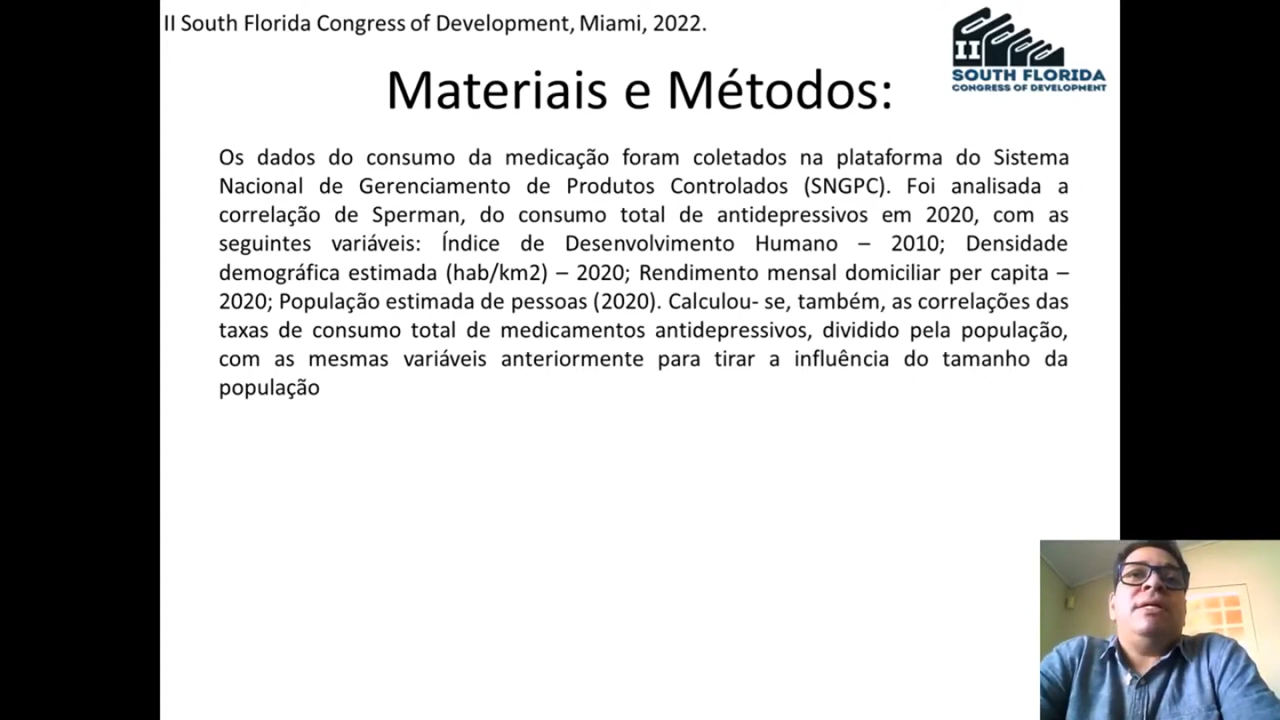 II South Florida Congress of Development, Miami, 2022.
II
SOUTH FLORIDA
CONGRESS OF DEVELOPMENT
Materiais e Métodos:
Os dados do consumo da medicação foram coletados na plataforma do Sistema
Nacional de Gerenciamento de Produtos Controlados (SNGPC). Foi analisada a
correlação de Sperman, do consumo total de antidepressivos em 2020, com as
seguintes variáveis: Índice de Desenvolvimento Humano – 2010; Densidade
demográfica estimada (hab/km2) – 2020; Rendimento mensal domiciliar per capita –
2020; População estimada de pessoas (2020). Calculou- se, também, as correlações das
taxas de consumo total de medicamentos antidepressivos, dividido pela população,
com as mesmas variáveis anteriormente para tirar a influência do tamanho da
população